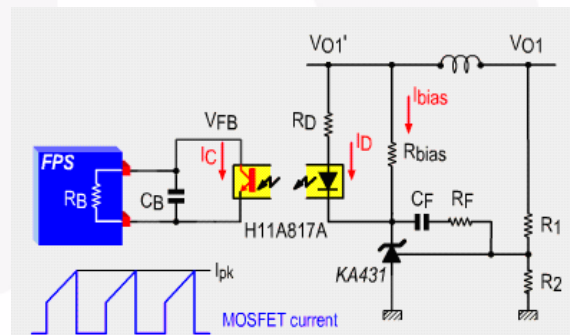 VO1'
VO1
Ibias
VFB
RD
IC
ID
Rbias
FPS
RB
CB
CF
RF
H11A817A
R1
KA431
R2
Ipk
MOSFET current